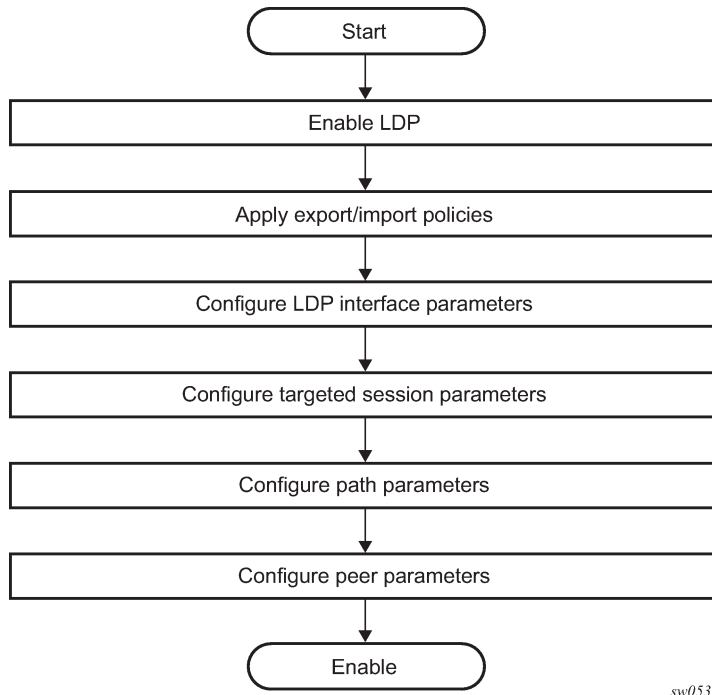 Start
Enable LDP
Apply export/import policies
Configure LDP interface parameters
Configure targeted session parameters
Configure path parameters
Configure peer parameters
Enable
sw053